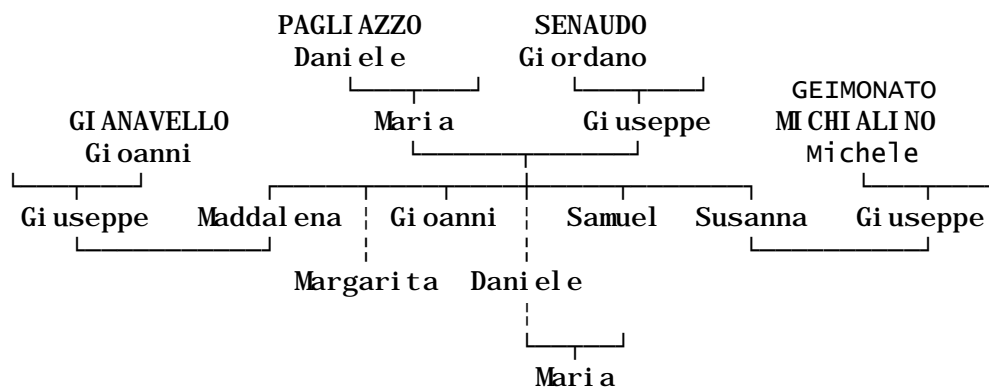 PAGLIAZZO SENAUDO
Daniele Giordano
GEIMONATO
GIANAVELLO Maria Giuseppe MICHIALINO
Gioanni Michele
Giuseppe Maddalena Gioanni Samuel Susanna Giuseppe
Margarita Daniele
Maria